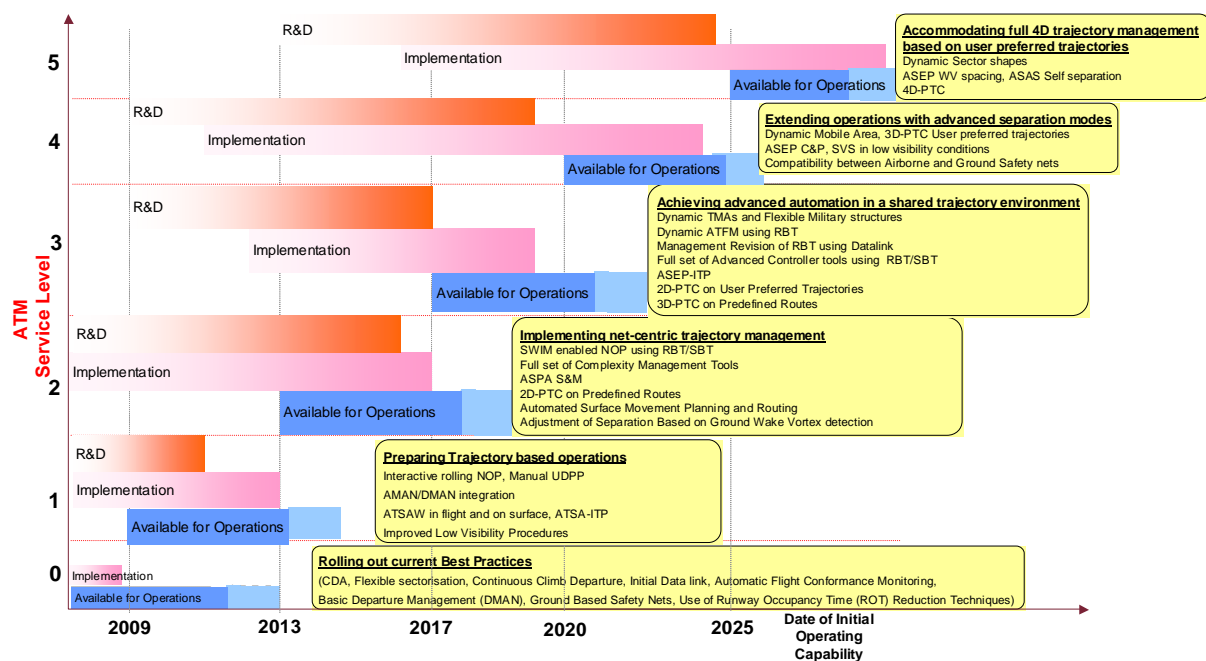 R&D
Implementation
Available for Operations
Accommodating full 4D trajectory management
based on user preferred trajectories
Dynamic Sector shapes
ASEP WV spacing, ASAS Self separation
4D-PTC
5
R&D
Implementation
Available for Operations
Extending operations with advanced separation modes
Dynamic Mobile Area, 3D-PTC User preferred trajectories
ASEP C&P, SVS in low visibility conditions
Compatibility between Airborne and Ground Safety nets
4
R&D
Implementation
Available for Operations
Achieving advanced automation in a shared trajectory environment
Dynamic TMAs and Flexible Military structures
Dynamic ATFM using RBT
Management Revision of RBT using Datalink
Full set of Advanced Controller tools using RBT/SBT
ASEP-ITP
2D-PTC on User Preferred Trajectories
3D-PTC on Predefined Routes
3
ATM
Service Level
R&D
Implementation
Available for Operations
Implementing net-centric trajectory management
SWIM enabled NOP using RBT/SBT
Full set of Complexity Management Tools
ASPA S&M
2D-PTC on Predefined Routes
Automated Surface Movement Planning and Routing
Adjustment of Separation Based on Ground Wake Vortex detection
2
R&D
Implementation
Available for Operations
Preparing Trajectory based operations
Interactive rolling NOP, Manual UDPP
AMAN/DMAN integration
ATSAW in flight and on surface, ATSA-ITP
Improved Low Visibility Procedures
1
Implementation
Available for Operations
Rolling out current Best Practices
(CDA, Flexible sectorisation, Continuous Climb Departure, Initial Data link, Automatic Flight Conformance Monitoring,
Basic Departure Management (DMAN), Ground Based Safety Nets, Use of Runway Occupancy Time (ROT) Reduction Techniques)
0
2009
2013
2017
2020
2025
Date of Initial
Operating
Capability